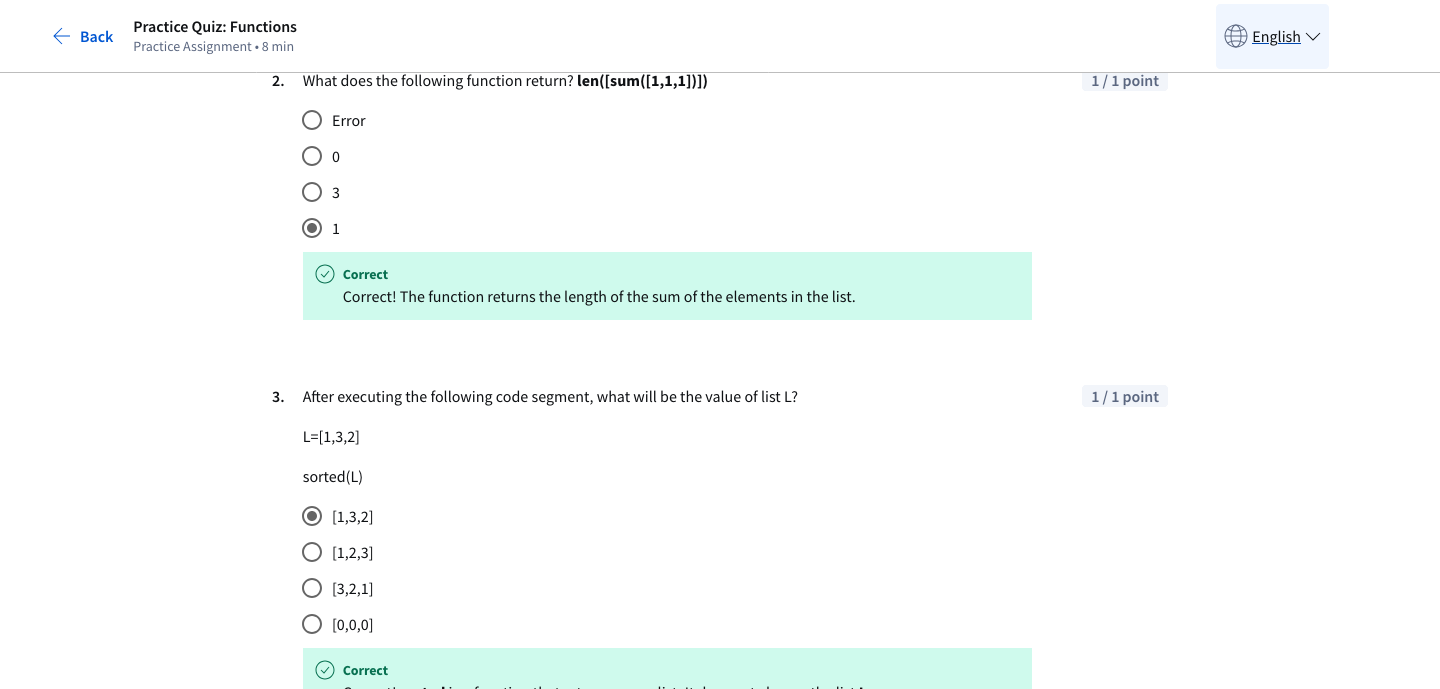 Back
Practice Quiz: Functions
Practice Assignment • 8 min
English
2. What does the following function return? len([sum([1,1,1])])
1 / 1 point
Error
0
3
1
Correct
Correct! The function returns the length of the sum of the elements in the list.
3. After executing the following code segment, what will be the value of list L?
1 / 1 point
L=[1,3,2]
sorted(L)
[1,3,2]
[1,2,3]
[3,2,1]
[0,0,0]
Correct